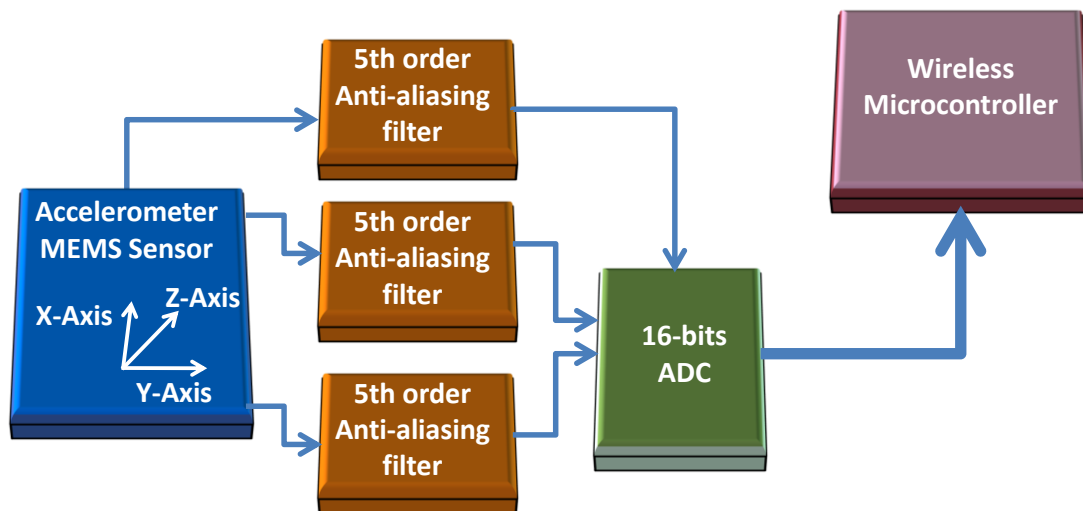 5th order
Anti-aliasing
filter
Wireless
Microcontroller
Accelerometer
MEMS Sensor
X-Axis
Z-Axis
Y-Axis
5th order
Anti-aliasing
filter
16-bits
ADC
5th order
Anti-aliasing
filter